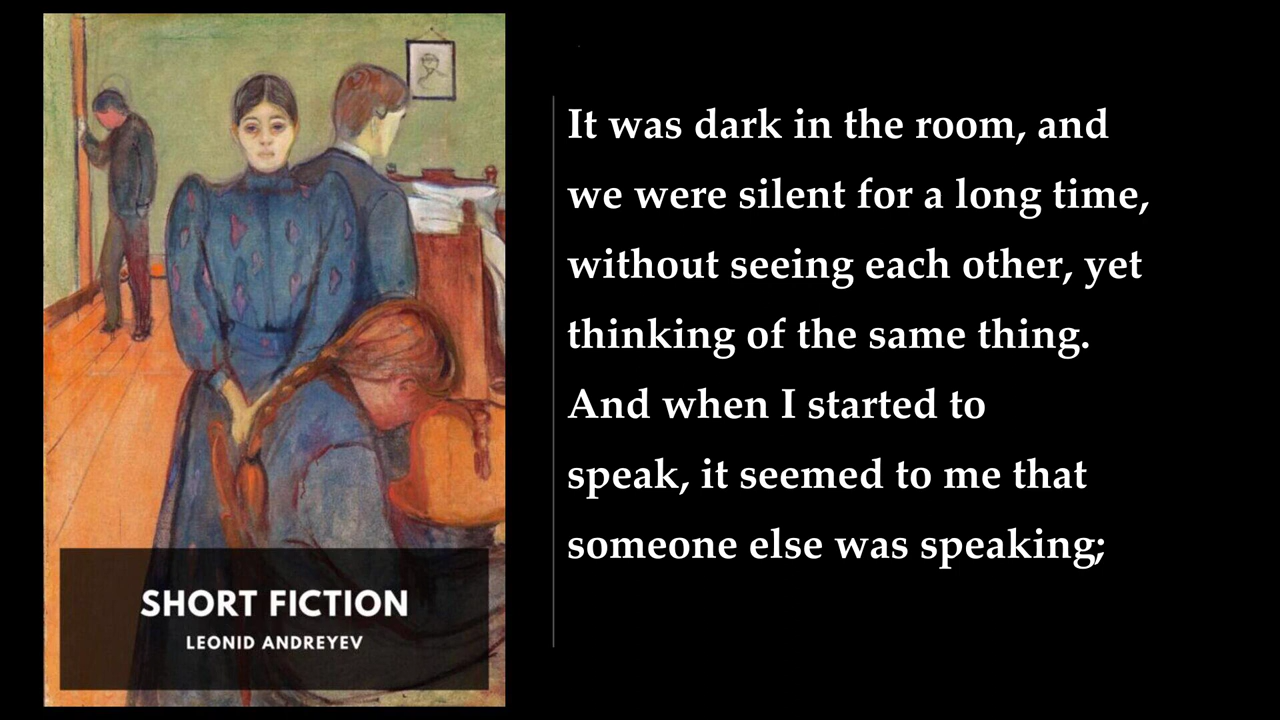 SHORT FICTION
LEONID ANDREYEV
It was dark in the room, and
we were silent for a long time,
without seeing each other, yet
thinking of the same thing.
And when I started to
speak, it seemed to me that
someone else was speaking;